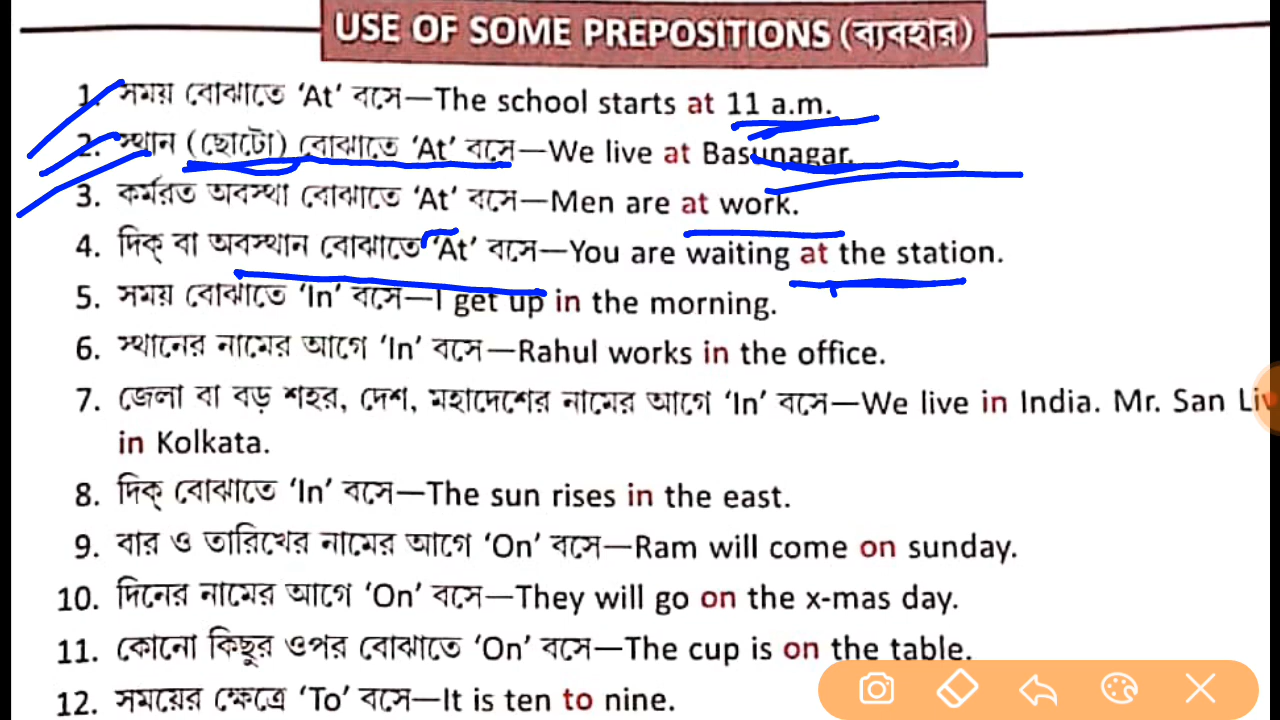 USE OF SOME PREPOSITIONS (ব্যবহার)
1. সময় বোঝাতে ‘At’ বসে—The school starts at 11 a.m.
2. স্থান (ছোটো) বোঝাতে ‘At’ বসে—We live at Basunagar.
3. কর্মরত অবস্থা বোঝাতে ‘At’ বসে—Men are at work.
4. দিক্ বা অবস্থান বোঝাতে ‘At’ বসে—You are waiting at the station.
5. সময় বোঝাতে ‘In’ বসে—I get up in the morning.
6. স্থানের নামের আগে ‘In’ বসে—Rahul works in the office.
7. জেলা বা বড় শহর, দেশ, মহাদেশের নামের আগে ‘In’ বসে—We live in India. Mr. San
in Kolkata.
8. দিক্ বোঝাতে ‘In’ বসে—The sun rises in the east.
9. বার ও তারিখের নামের আগে ‘On’ বসে—Ram will come on sunday.
10. দিনের নামের আগে ‘On’ বসে—They will go on the x-mas day.
11. কোনো কিছুর ওপর বোঝাতে ‘On’ বসে—The cup is on the table.
12. সময়ের ক্ষেত্রে ‘To’ বসে—It is ten to nine.